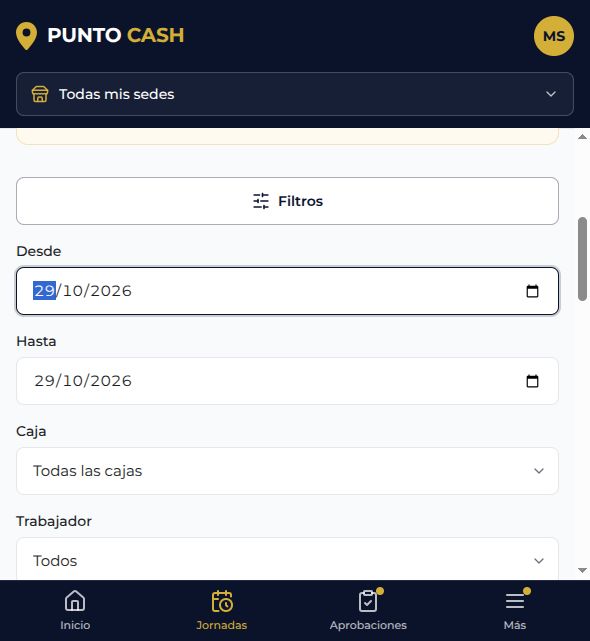 PUNTO CASH
MS
Todas mis sedes
Filtros
Desde
29/10/2026
Hasta
29/10/2026
Caja
Todas las cajas
Trabajador
Todos
Inicio
Jornadas
Aprobaciones
Más